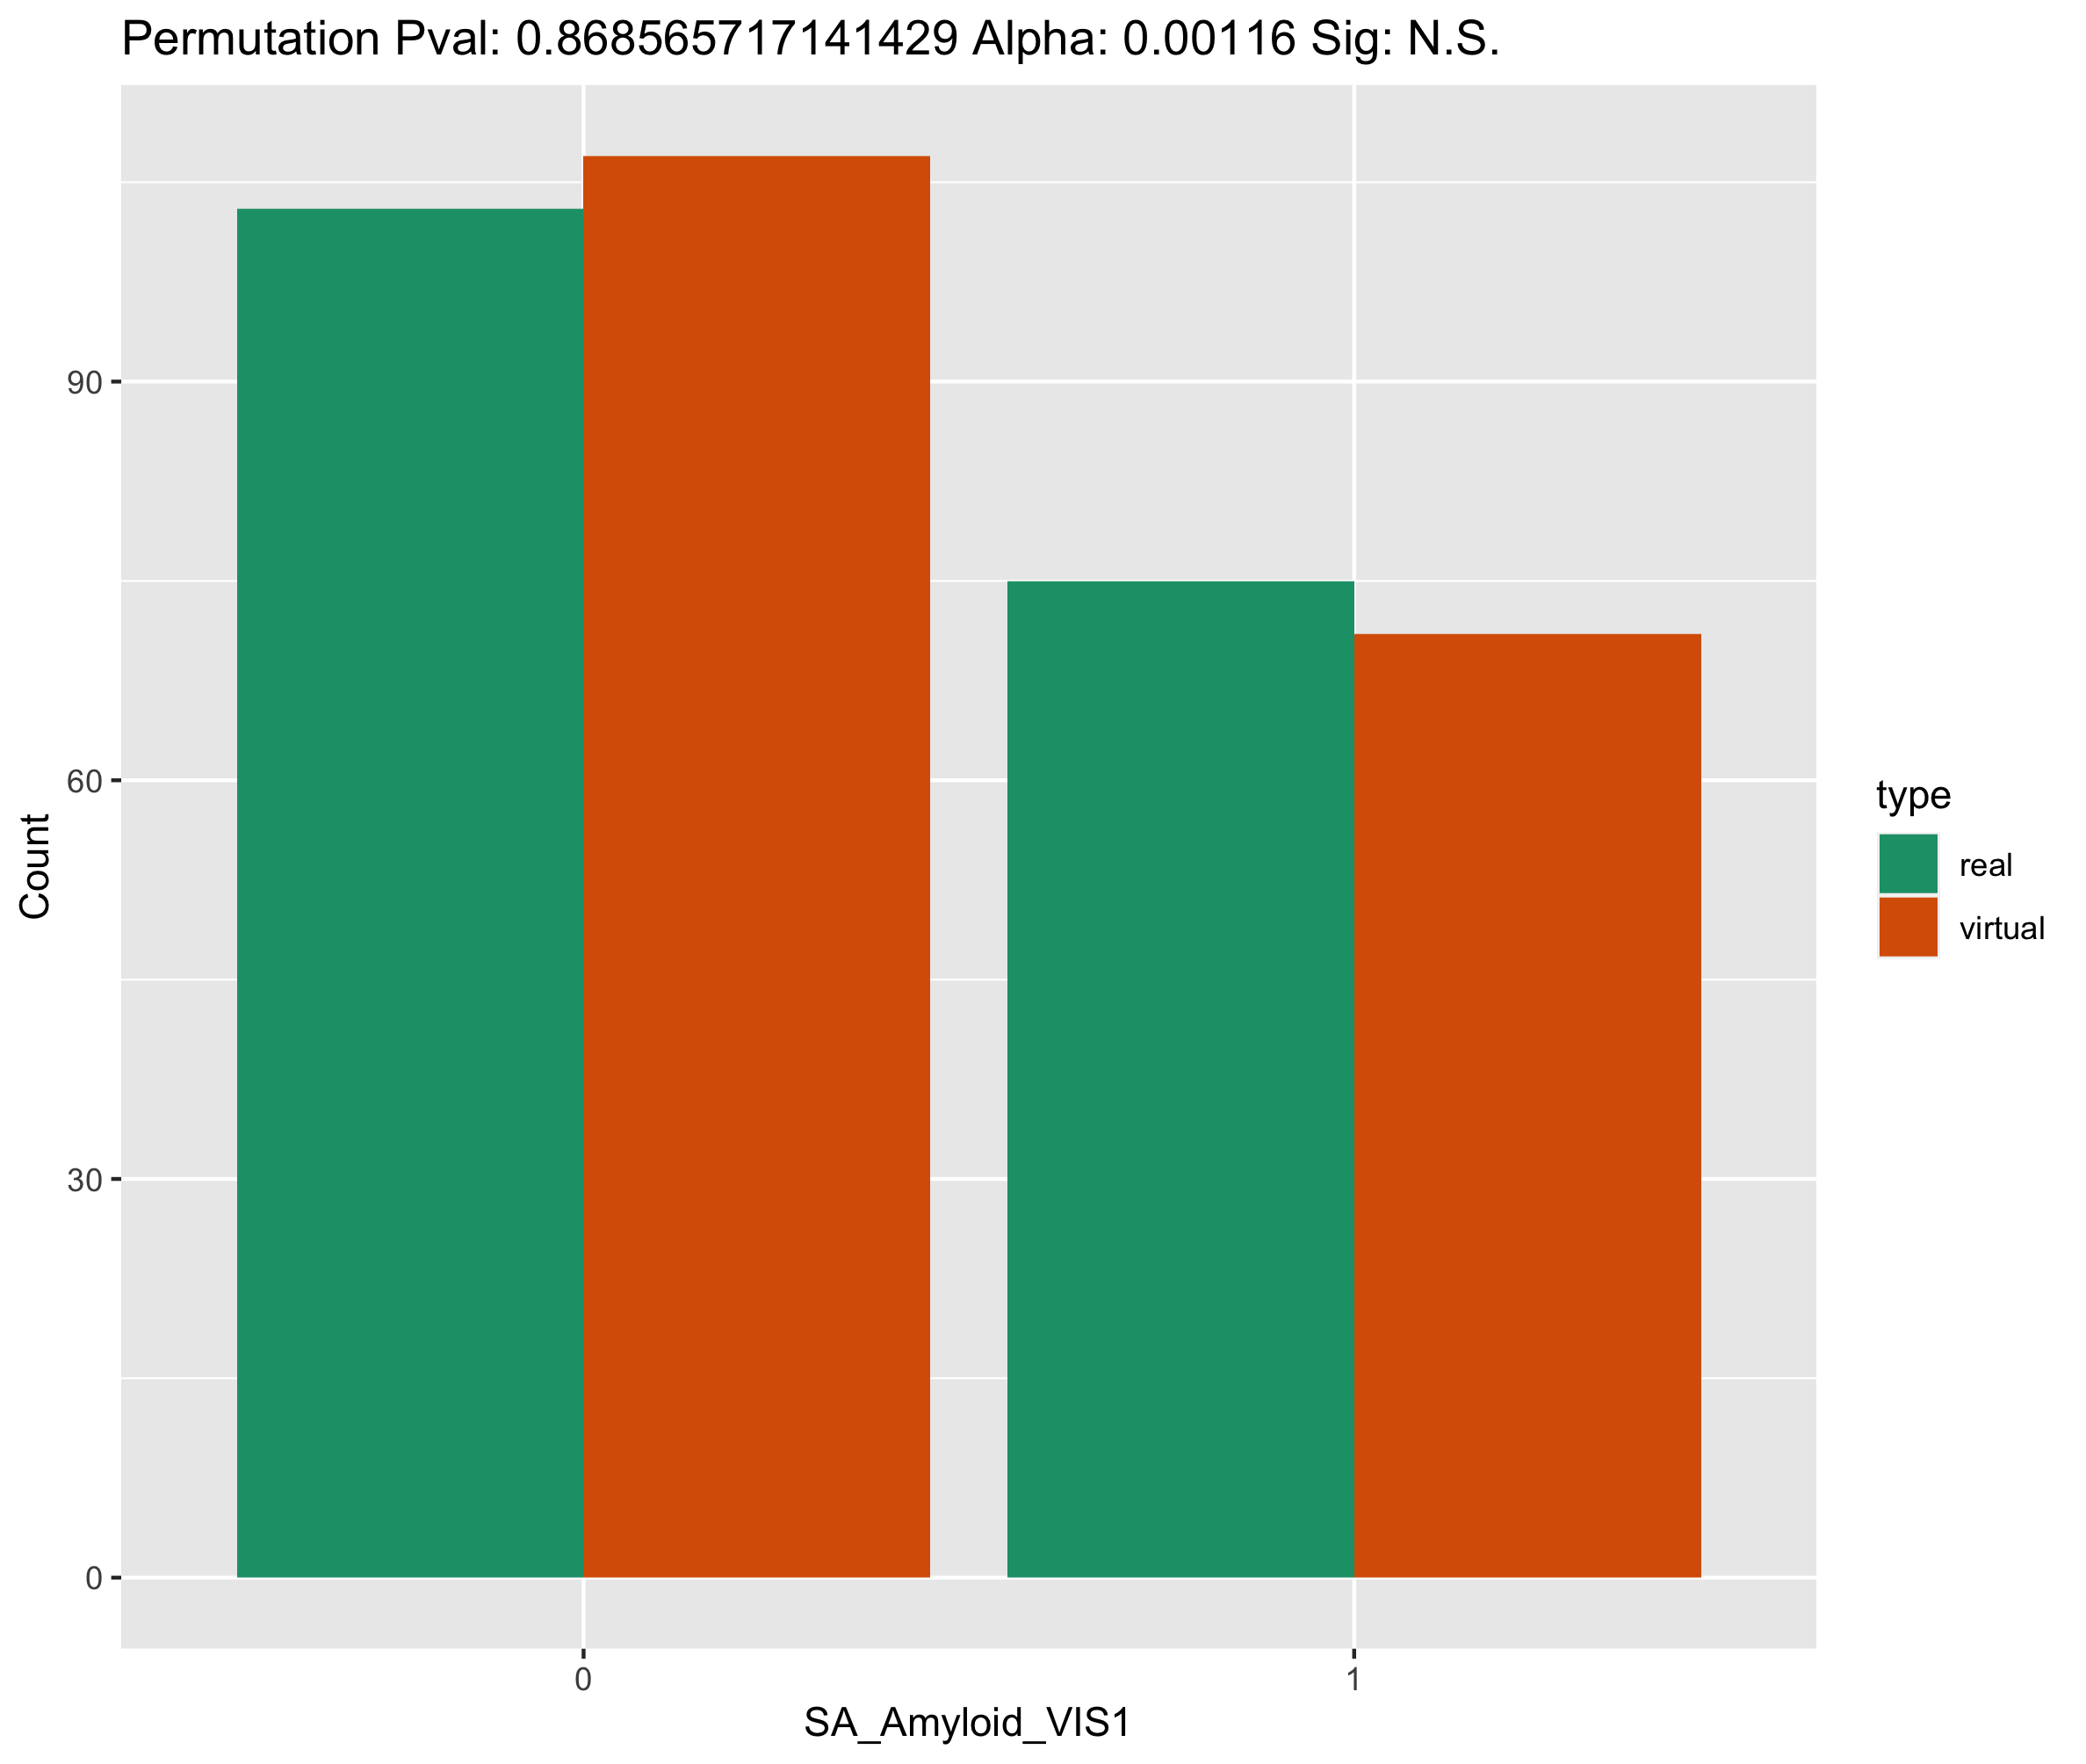 Permutation Pval: 0.868565717141429 Alpha: 0.00116 Sig: N.S.
90
60
30
0
Count
0 1
SA_Amyloid_VIS1
type
real
virtual